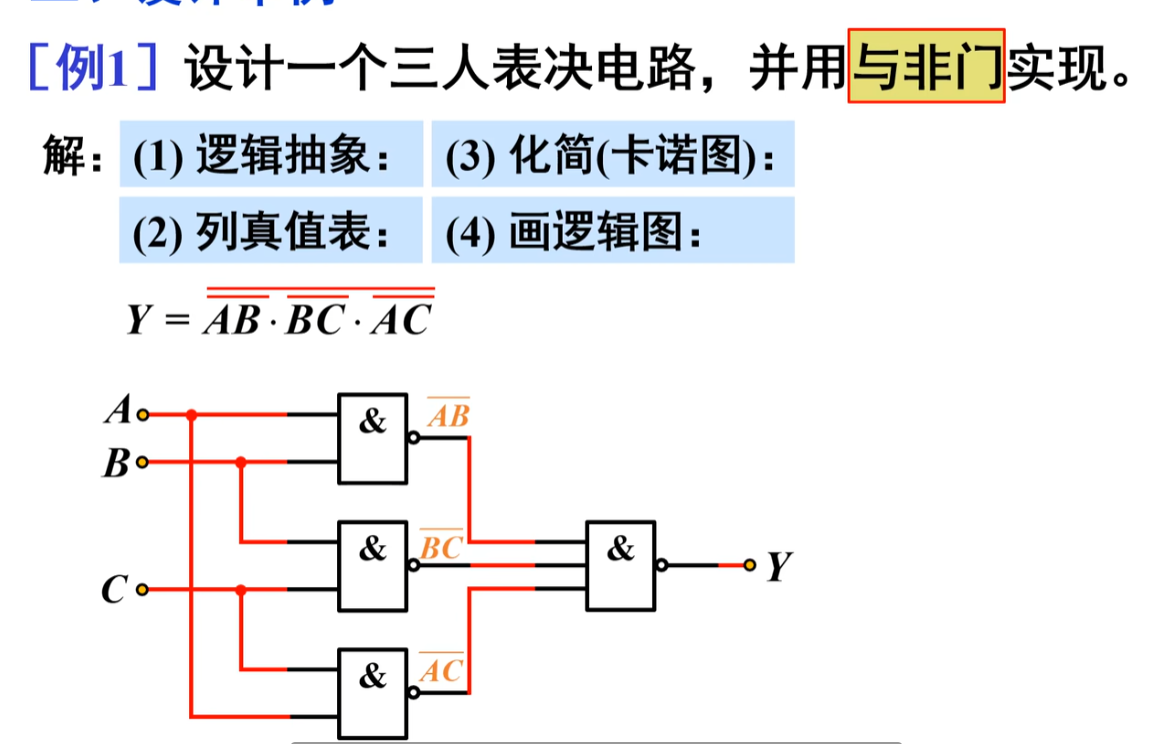 [例1] 设计一个三人表决电路，并用与非门实现。
解：(1) 逻辑抽象： (3) 化简(卡诺图)：
(2) 列真值表： (4) 画逻辑图：
Y = \overline{\overline{AB} · \overline{BC} · \overline{AC}}
A & \overline{AB}
B
& \overline{BC} & Y
C
& \overline{AC}